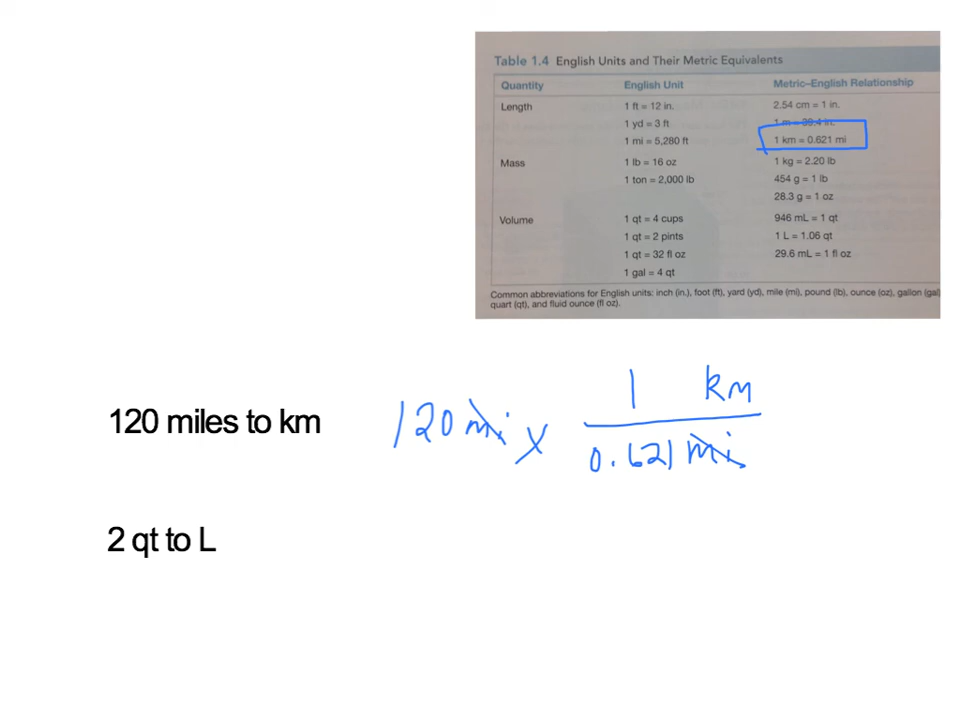 Table 1.4 English Units and Their Metric Equivalents
Quantity English Unit Metric–English Relationship
Length 1 ft = 12 in. 2.54 cm = 1 in.
1 yd = 3 ft 1 m = 39.4 in.
1 mi = 5,280 ft 1 km = 0.621 mi
Mass 1 lb = 16 oz 1 kg = 2.20 lb
1 ton = 2,000 lb 454 g = 1 lb
28.3 g = 1 oz
Volume 1 qt = 4 cups 946 mL = 1 qt
1 qt = 2 pints 1 L = 1.06 qt
1 qt = 32 fl oz 29.6 mL = 1 fl oz
1 gal = 4 qt
Common abbreviations for English units: inch (in.), foot (ft), yard (yd), mile (mi), pound (lb), ounce (oz), gallon (gal)
quart (qt), and fluid ounce (fl oz).
1 km
120 miles to km 120 mi x
0.621 mi
2 qt to L